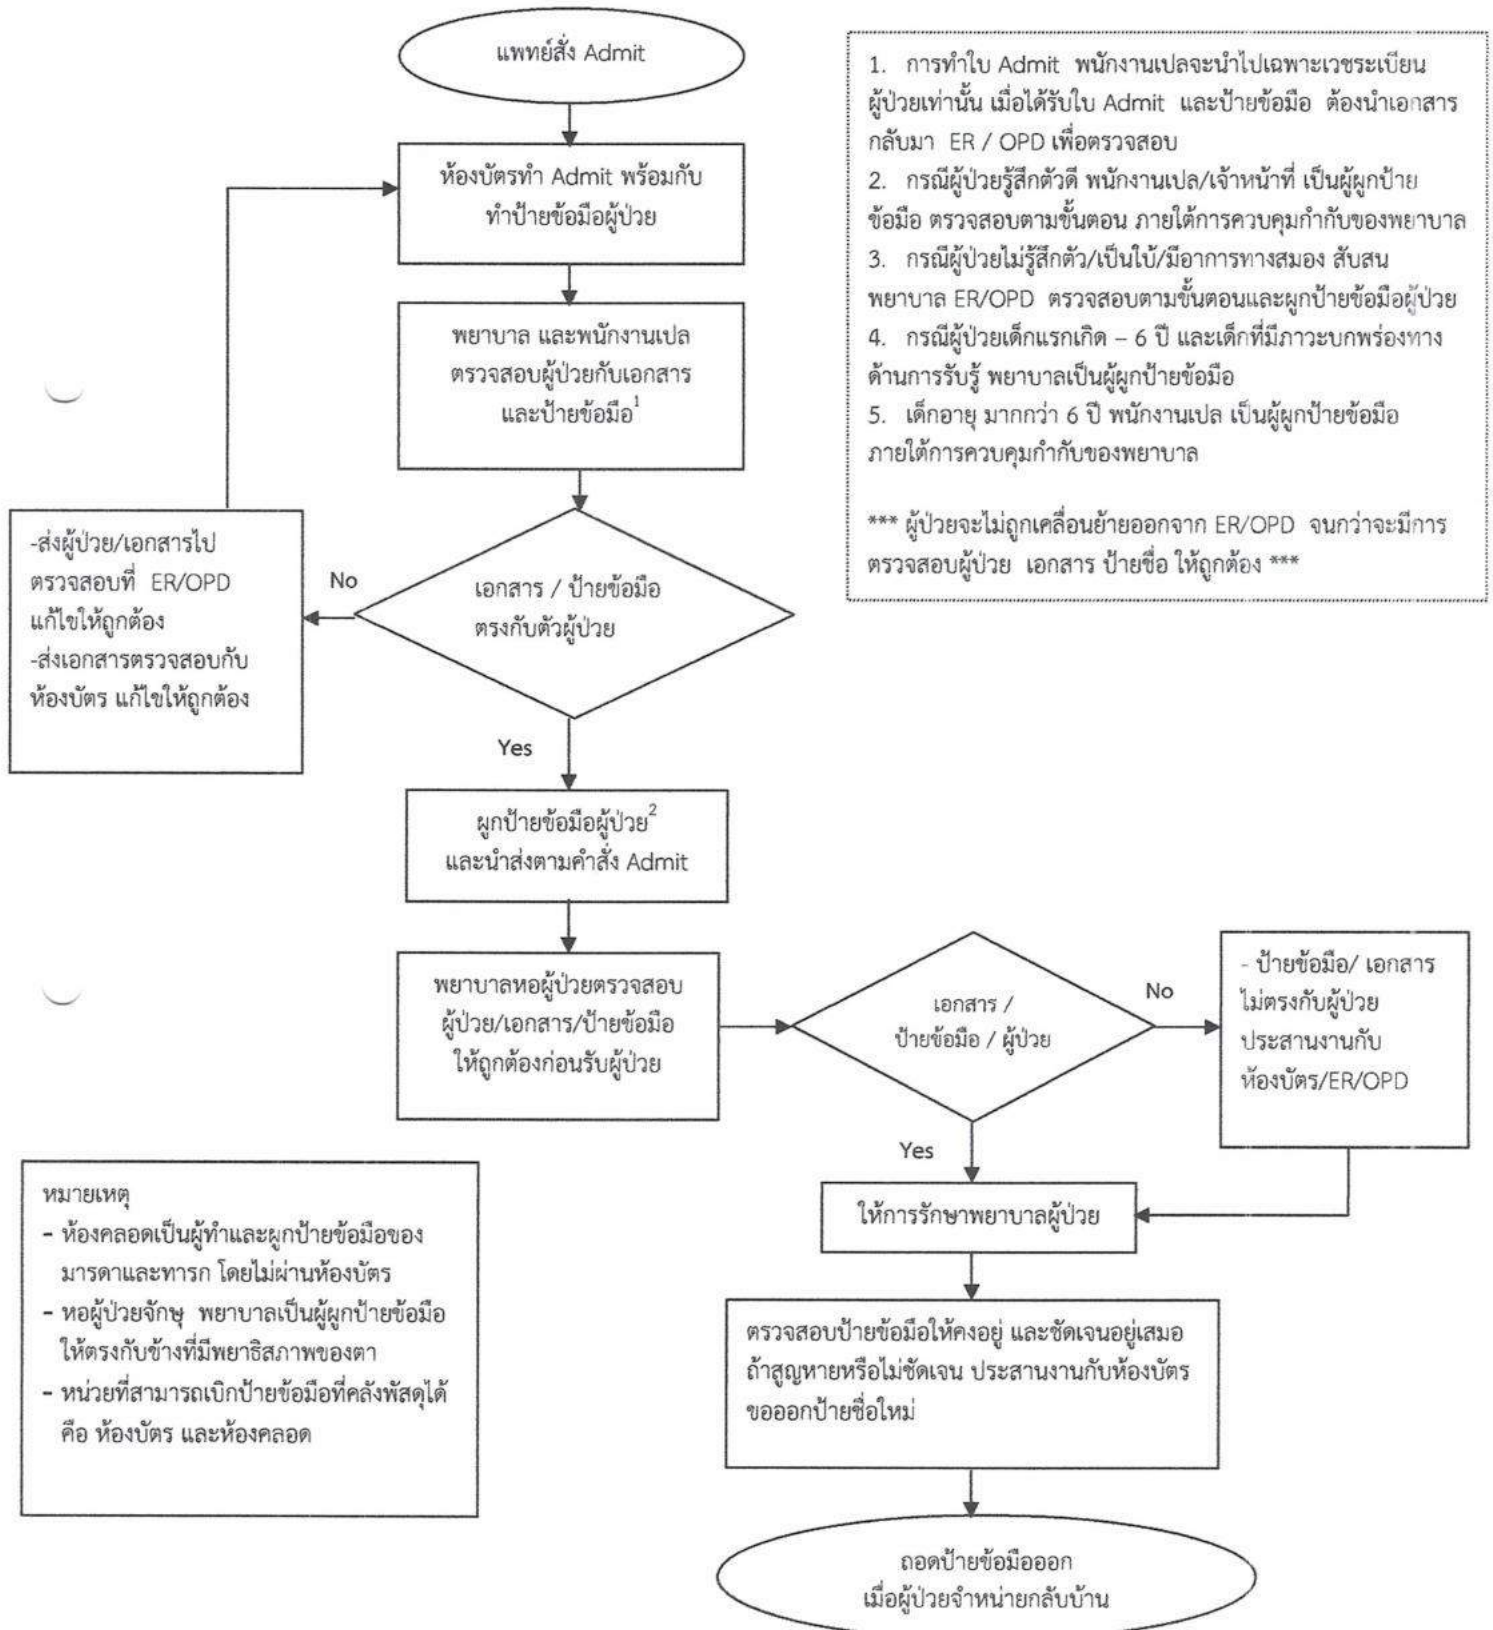 แพทย์สั่ง Admit
ห้องบัตรทำ Admit พร้อมกับ
ทำป้ายข้อมือผู้ป่วย
พยาบาล และพนักงานเปล
ตรวจสอบผู้ป่วยกับเอกสาร
และป้ายข้อมือ1
1. การทำใบ Admit พนักงานเปลจะนำไปเฉพาะเวชระเบียน
ผู้ป่วยเท่านั้น เมื่อได้รับใบ Admit และป้ายข้อมือ ต้องนำเอกสาร
กลับมา ER / OPD เพื่อตรวจสอบ
2. กรณีผู้ป่วยรู้สึกตัวดี พนักงานเปล/เจ้าหน้าที่ เป็นผู้ผูกป้าย
ข้อมือ ตรวจสอบตามขั้นตอน ภายใต้การควบคุมกำกับของพยาบาล
3. กรณีผู้ป่วยไม่รู้สึกตัว/เป็นใบ้/มีอาการทางสมอง สับสน
พยาบาล ER/OPD ตรวจสอบตามขั้นตอนและผูกป้ายข้อมือผู้ป่วย
4. กรณีผู้ป่วยเด็กแรกเกิด – 6 ปี และเด็กที่มีภาวะบกพร่องทาง
ด้านการรับรู้ พยาบาลเป็นผู้ผูกป้ายข้อมือ
5. เด็กอายุ มากกว่า 6 ปี พนักงานเปล เป็นผู้ผูกป้ายข้อมือ
ภายใต้การควบคุมกำกับของพยาบาล
*** ผู้ป่วยจะไม่ถูกเคลื่อนย้ายออกจาก ER/OPD จนกว่าจะมีการ
ตรวจสอบผู้ป่วย เอกสาร ป้ายชื่อ ให้ถูกต้อง ***
-ส่งผู้ป่วย/เอกสารไป
ตรวจสอบที่ ER/OPD
แก้ไขให้ถูกต้อง
-ส่งเอกสารตรวจสอบกับ
ห้องบัตร แก้ไขให้ถูกต้อง
No
เอกสาร / ป้ายข้อมือ
ตรงกับตัวผู้ป่วย
Yes
ผูกป้ายข้อมือผู้ป่วย2
และนำส่งตามคำสั่ง Admit
พยาบาลหอผู้ป่วยตรวจสอบ
ผู้ป่วย/เอกสาร/ป้ายข้อมือ
ให้ถูกต้องก่อนรับผู้ป่วย
เอกสาร /
ป้ายข้อมือ / ผู้ป่วย
No
- ป้ายข้อมือ/ เอกสาร
ไม่ตรงกับผู้ป่วย
ประสานงานกับ
ห้องบัตร/ER/OPD
Yes
ให้การรักษาพยาบาลผู้ป่วย
หมายเหตุ
- ห้องคลอดเป็นผู้ทำและผูกป้ายข้อมือของ
มารดาและทารก โดยไม่ผ่านห้องบัตร
- หอผู้ป่วยจักษุ พยาบาลเป็นผู้ผูกป้ายข้อมือ
ให้ตรงกับข้างที่มีพยาธิสภาพของตา
- หน่วยที่สามารถเบิกป้ายข้อมือที่คลังพัสดุได้
คือ ห้องบัตร และห้องคลอด
ตรวจสอบป้ายข้อมือให้คงอยู่ และชัดเจนอยู่เสมอ
ถ้าสูญหายหรือไม่ชัดเจน ประสานงานกับห้องบัตร
ขอออกป้ายชื่อใหม่
ถอดป้ายข้อมือออก
เมื่อผู้ป่วยจำหน่ายกลับบ้าน